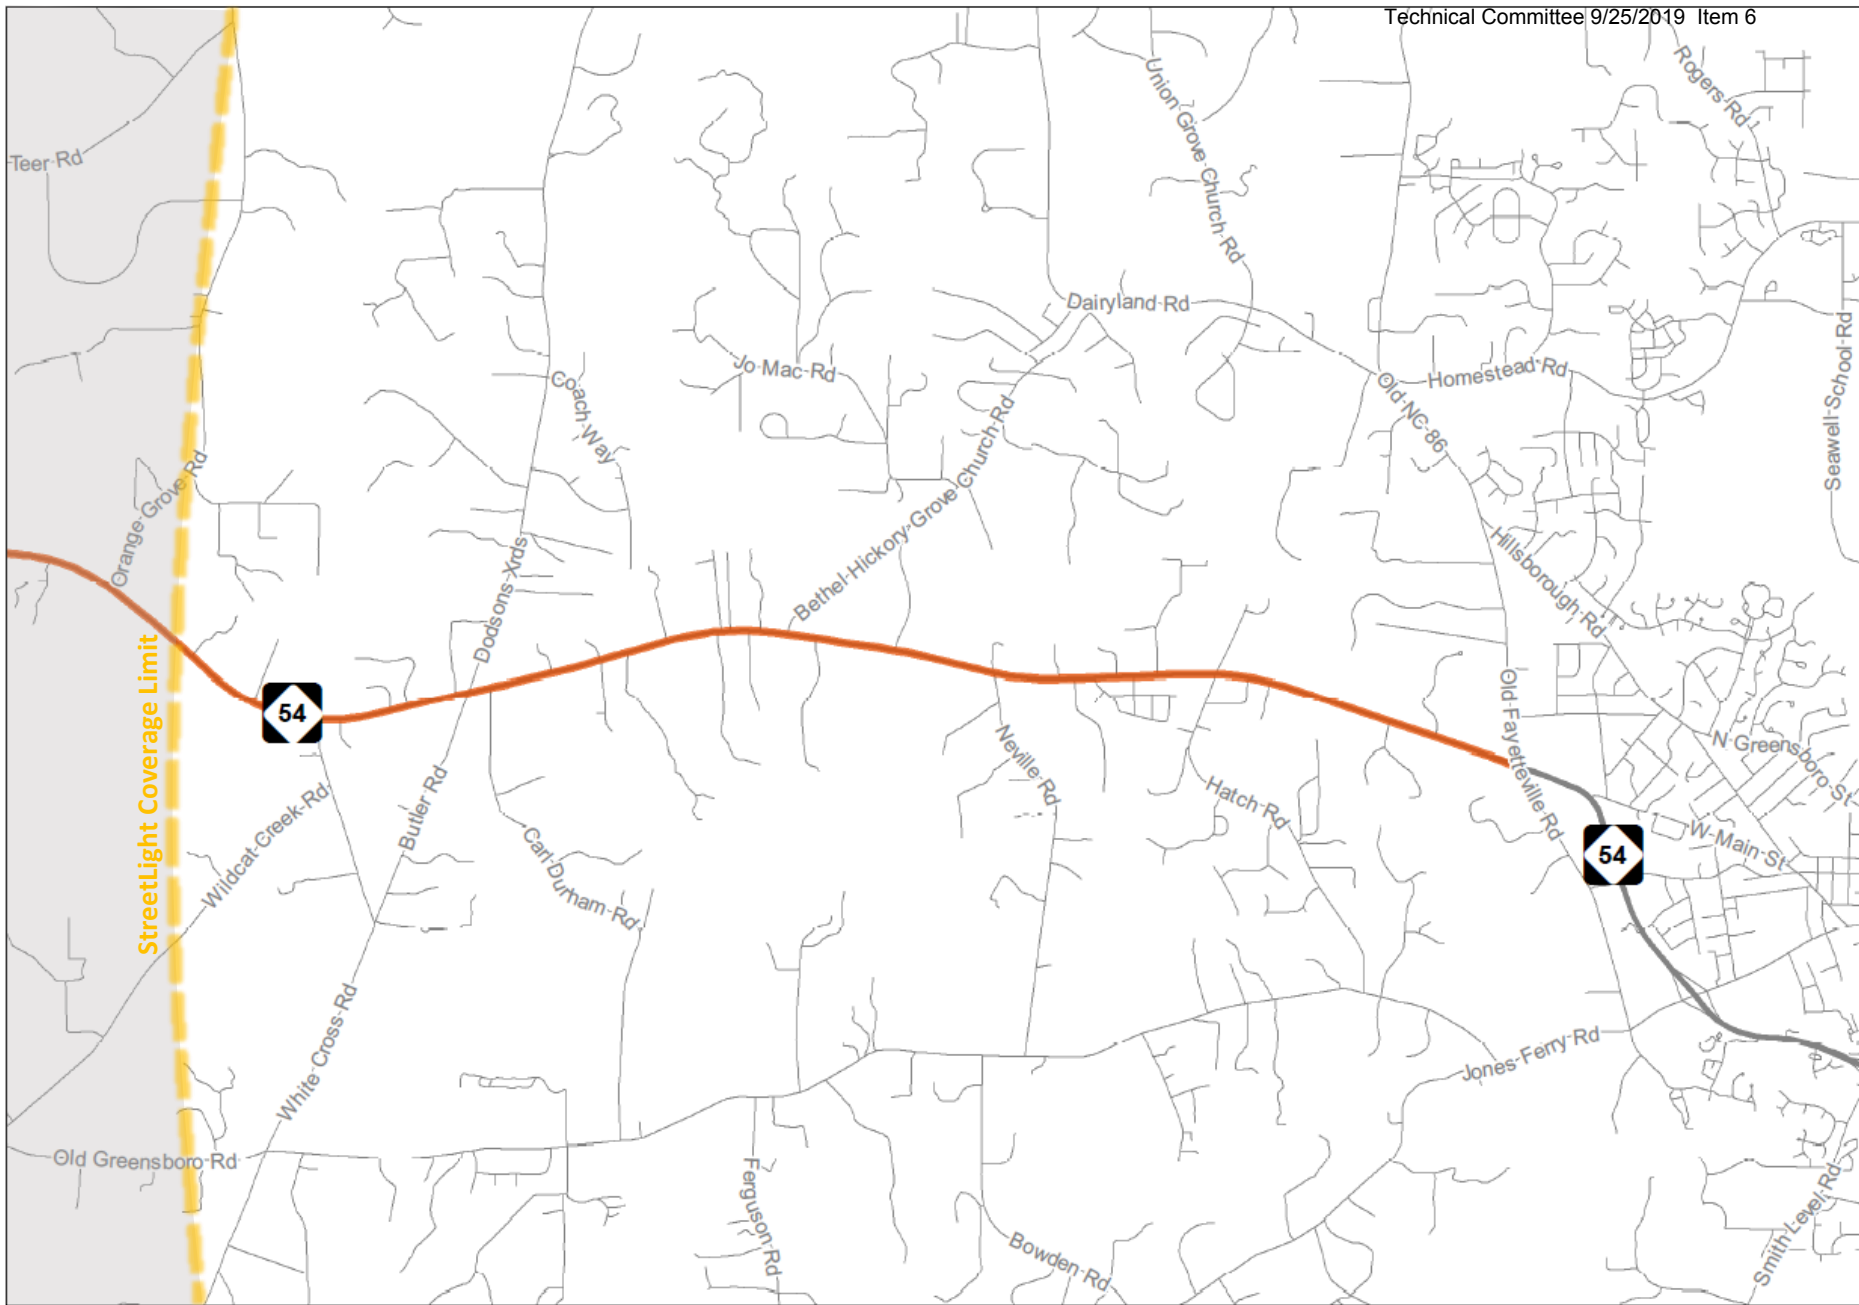 Technical Committee 9/25/2019 Item 6
Rogers Rd
Union Grove Church Rd
Teer Rd
Dairyland Rd
Seawell School Rd
Jo Mac Rd
Homestead Rd
Coach Way
Old NC 86
Bethel Hickory Grove Church Rd
Orange Grove Rd
Hillsborough Rd
Dodsons Xrds
StreetLight Coverage Limit
54
Old Fayetteville Rd
Neville Rd
N Greensboro St
Hatch Rd
Butler Rd
Wildcat Creek Rd
Carl Durham Rd
W Main St
54
White Cross Rd
Jones Ferry Rd
Old Greensboro Rd
Ferguson Rd
Bowden Rd
Smith Level Rd